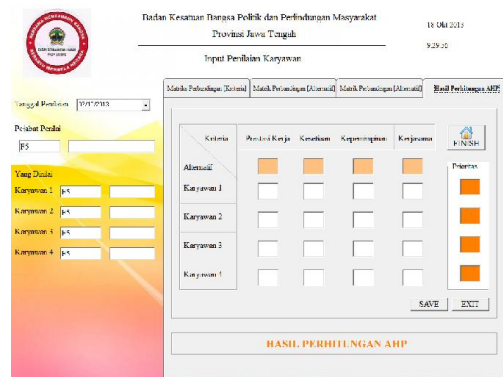 Badan Kesatuan Bangsa Politik dan Perlindungan Masyarakat
Provinsi Jawa Tengah
Input Penilaian Karyawan
18 Okt 2013
9:29:56
Matriks Perbandingan [Kriteria]
Matrik Perbandingan [Alternatif]
Matrik Perbandingan [Alternatif]
Hasil Perhitungan AHP
Tanggal Penilaian
Pejabat Penilai
Yang Dinilai
Karyawan 1
Karyawan 2
Karyawan 3
Karyawan 4
Kriteria
Prestasi Kerja
Kesetiaan
Kepemimpinan
Kerjasama
FINISH
Alternatif
Prioritas
Karyawan 1
Karyawan 2
Karyawan 3
Karyawan 4
SAVE
EXIT
HASIL PERHITUNGAN AHP